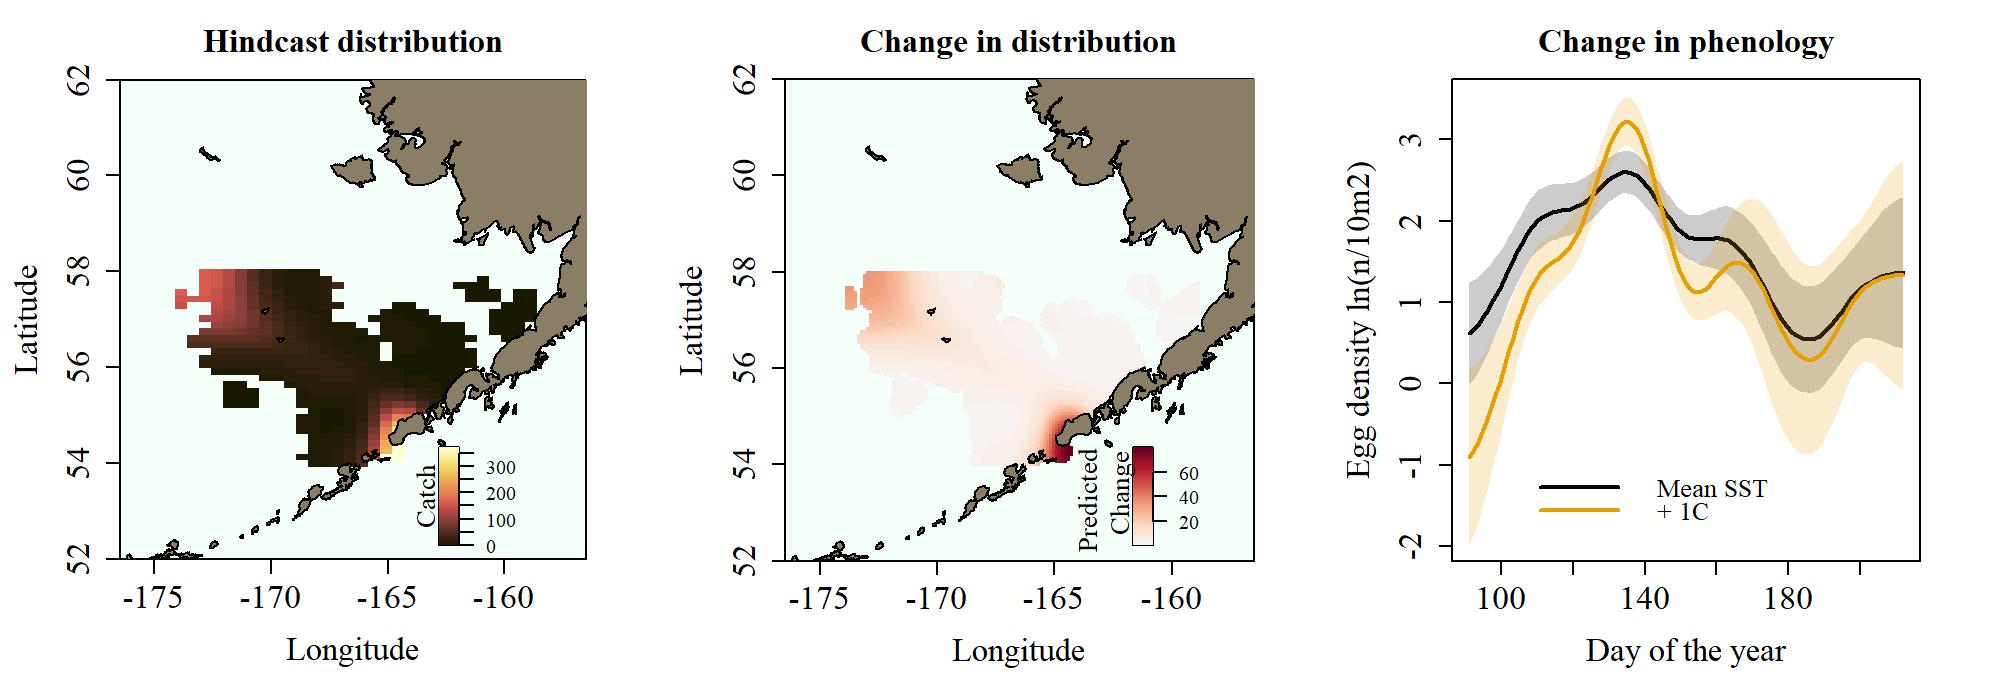 Hindcast distribution
Latitude
62
60
58
56
54
52
-175
-170
-165
-160
Longitude
Catch
300
200
100
0
Change in distribution
Latitude
62
60
58
56
54
52
-175
-170
-165
-160
Longitude
Predicted
Change
60
40
20
Change in phenology
Egg density ln(n/10m2)
3
2
1
0
-1
-2
100
140
180
Day of the year
Mean SST
+ 1C